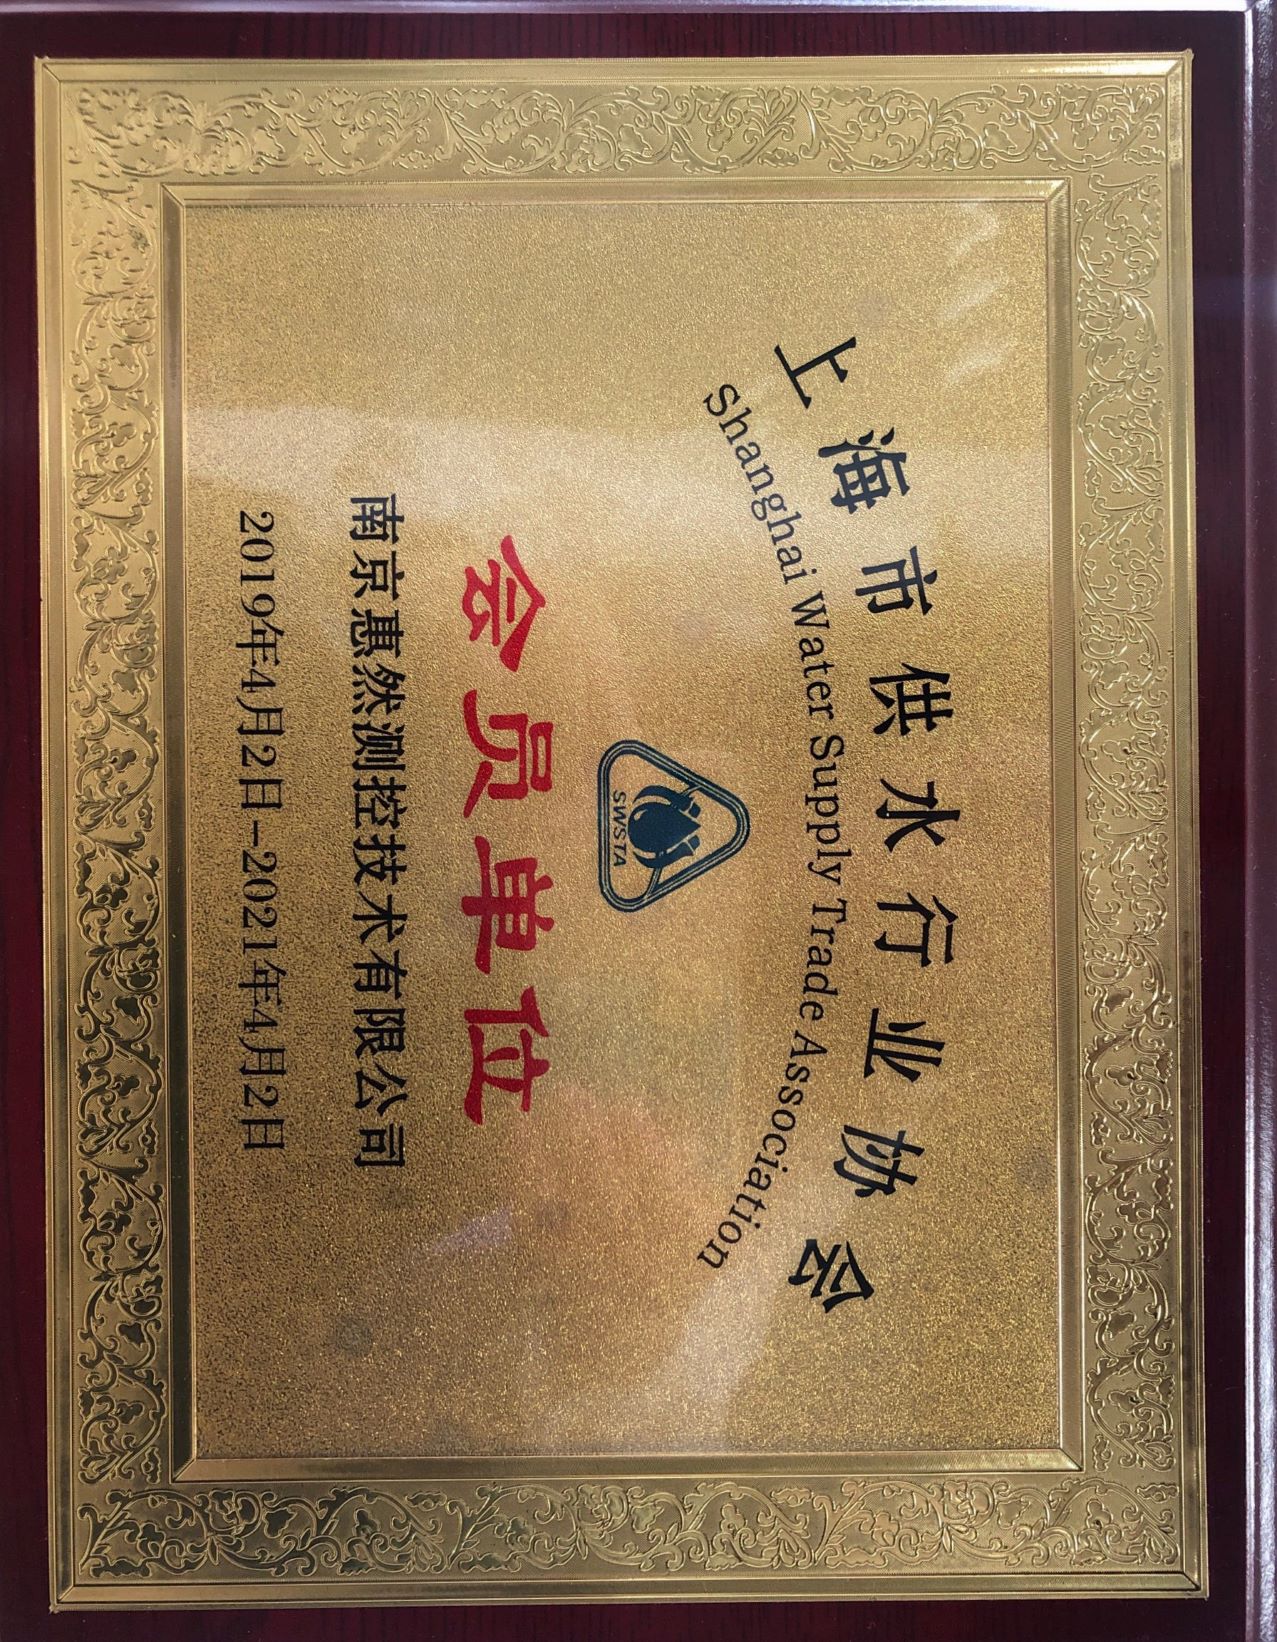 上海市供水行业协会
Shanghai Water Supply Trade Association
SWSTA
会员单位
南京惠然测控技术有限公司
2019年4月2日-2021年4月2日